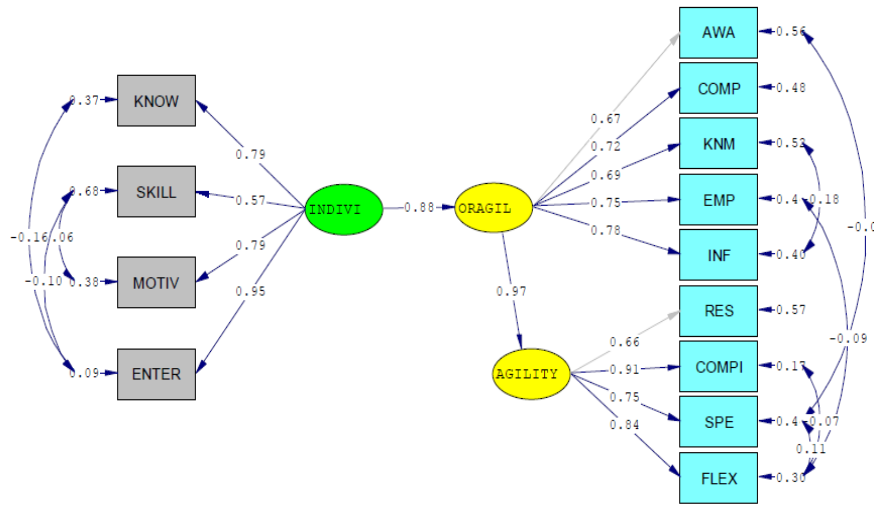 AWA
0.56
COMP
0.48
0.37
KNOW
0.67
0.72
KNM
0.52
0.79
0.69
SKILL
0.68
0.57
INDIVI
0.88
ORAGIL
0.75
EMP
0.4
-0.18
0.78
-0.16
.06
0.79
INF
0.40
-0.10
0.38
MOTIV
0.97
RES
0.57
0.95
0.66
-0.09
0.09
ENTER
AGILITY
0.91
COMPI
0.17
0.75
SPE
0.4
-0.07
0.84
0.11
FLEX
0.30